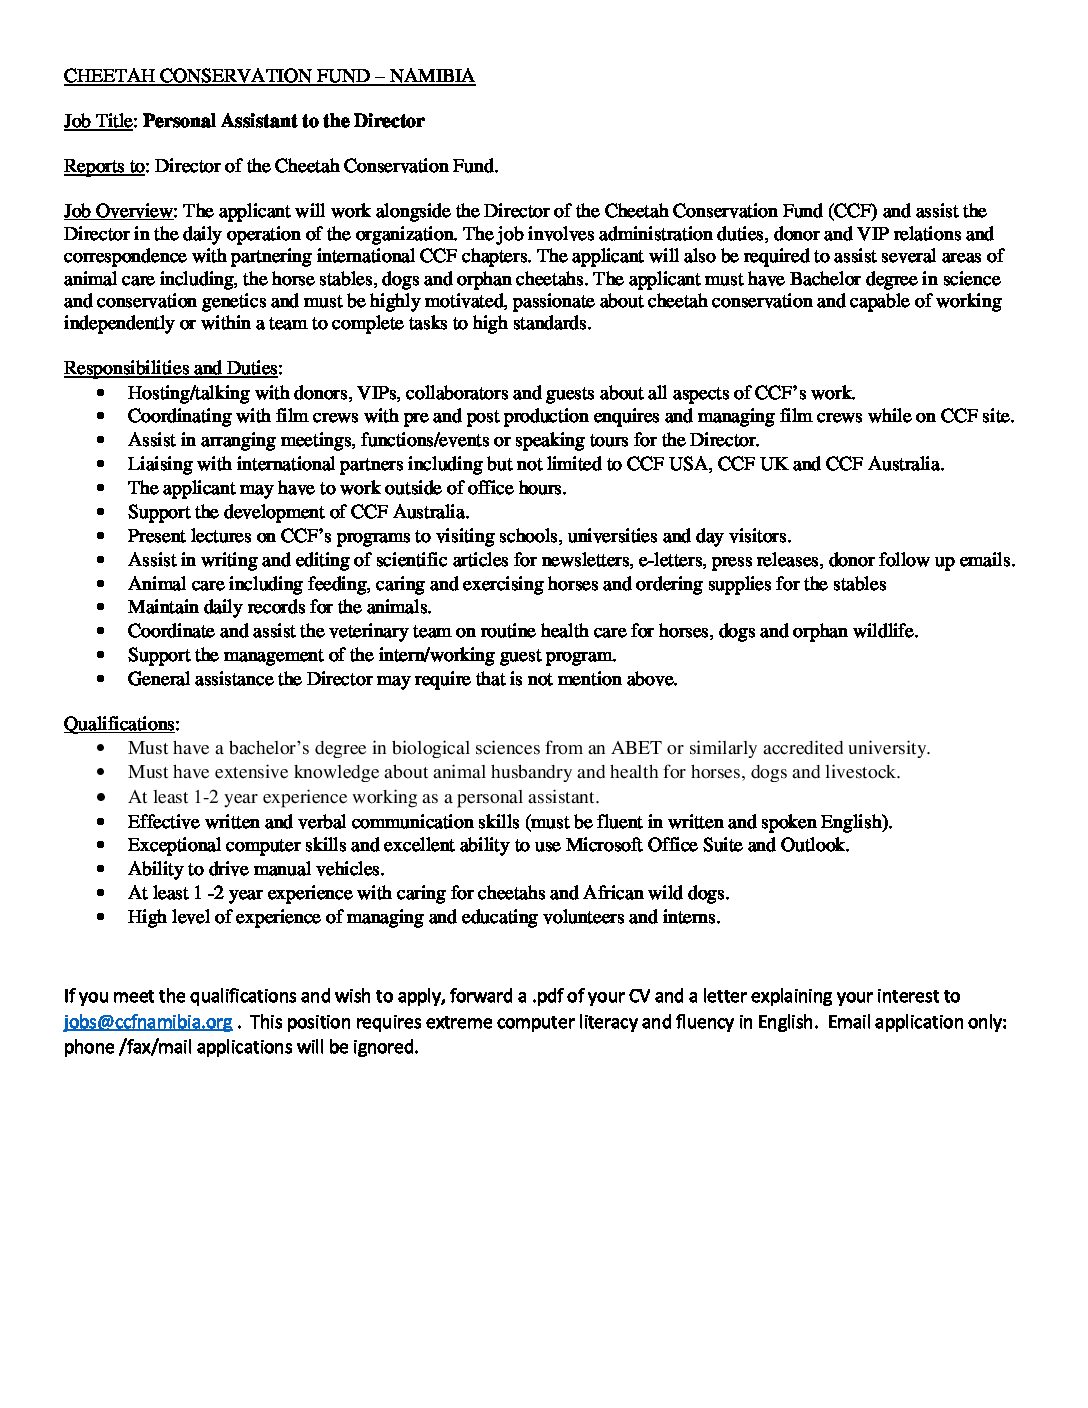 CHEETAH CONSERVATION FUND – NAMIBIA
Job Title: Personal Assistant to the Director
Reports to: Director of the Cheetah Conservation Fund.
Job Overview: The applicant will work alongside the Director of the Cheetah Conservation Fund (CCF) and assist the
Director in the daily operation of the organization. The job involves administration duties, donor and VIP relations and
correspondence with partnering international CCF chapters. The applicant will also be required to assist several areas of
animal care including, the horse stables, dogs and orphan cheetahs. The applicant must have Bachelor degree in science
and conservation genetics and must be highly motivated, passionate about cheetah conservation and capable of working
independently or within a team to complete tasks to high standards.
Responsibilities and Duties:
• Hosting/talking with donors, VIPs, collaborators and guests about all aspects of CCF’s work.
• Coordinating with film crews with pre and post production enquires and managing film crews while on CCF site.
• Assist in arranging meetings, functions/events or speaking tours for the Director.
• Liaising with international partners including but not limited to CCF USA, CCF UK and CCF Australia.
• The applicant may have to work outside of office hours.
• Support the development of CCF Australia.
• Present lectures on CCF’s programs to visiting schools, universities and day visitors.
• Assist in writing and editing of scientific articles for newsletters, e-letters, press releases, donor follow up emails.
• Animal care including feeding, caring and exercising horses and ordering supplies for the stables
• Maintain daily records for the animals.
• Coordinate and assist the veterinary team on routine health care for horses, dogs and orphan wildlife.
• Support the management of the intern/working guest program.
• General assistance the Director may require that is not mention above.
Qualifications:
• Must have a bachelor’s degree in biological sciences from an ABET or similarly accredited university.
• Must have extensive knowledge about animal husbandry and health for horses, dogs and livestock.
• At least 1-2 year experience working as a personal assistant.
• Effective written and verbal communication skills (must be fluent in written and spoken English).
• Exceptional computer skills and excellent ability to use Microsoft Office Suite and Outlook.
• Ability to drive manual vehicles.
• At least 1 -2 year experience with caring for cheetahs and African wild dogs.
• High level of experience of managing and educating volunteers and interns.
If you meet the qualifications and wish to apply, forward a .pdf of your CV and a letter explaining your interest to
jobs@ccfnamibia.org . This position requires extreme computer literacy and fluency in English. Email application only:
phone /fax/mail applications will be ignored.